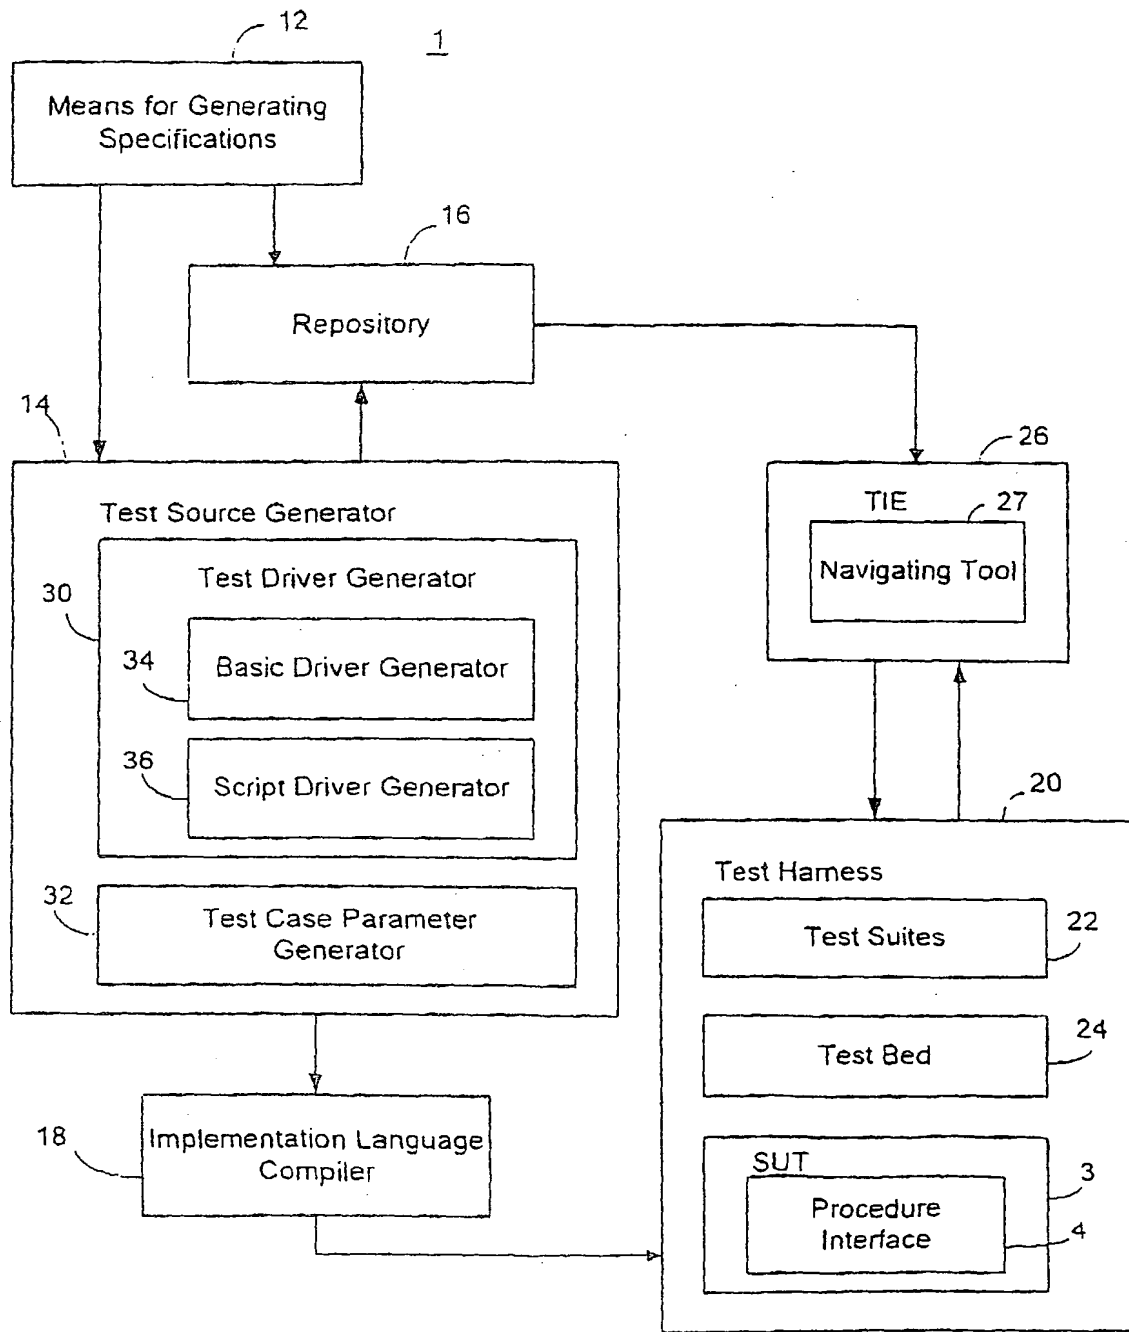 12
1
Means for Generating
Specifications
16
Repository
14
26
TIE
27
Navigating Tool
Test Source Generator
Test Driver Generator
30
34
Basic Driver Generator
36
Script Driver Generator
20
32
Test Case Parameter
Generator
Test Harness
Test Suites
22
Test Bed
24
18
Implementation Language
Compiler
SUT
3
Procedure
Interface
4